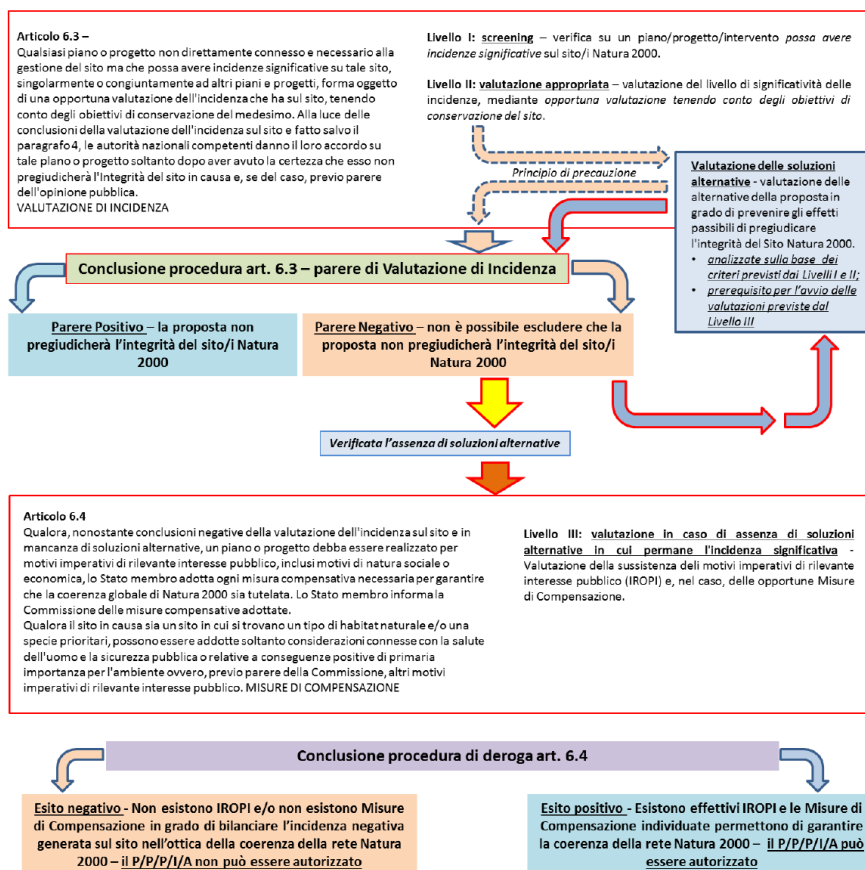 Articolo 6.3 –
Qualsiasi piano o progetto non direttamente connesso e necessario alla
gestione del sito ma che possa avere incidenze significative su tale sito,
singolarmente o congiuntamente ad altri piani e progetti, forma oggetto
di una opportuna valutazione dell'incidenza che ha sul sito, tenendo
conto degli obiettivi di conservazione del medesimo. Alla luce delle
conclusioni della valutazione dell'incidenza sul sito e fatto salvo il
paragrafo 4, le autorità nazionali competenti danno il loro accordo su
tale piano o progetto soltanto dopo aver avuto la certezza che esso non
pregiudicherà l'Integrità del sito in causa e, se del caso, previo parere
dell'opinione pubblica.
VALUTAZIONE DI INCIDENZA
Livello I: screening – verifica su un piano/progetto/intervento possa avere
incidenze significative sul sito/i Natura 2000.
Livello II: valutazione appropriata – valutazione del livello di significatività delle
incidenze, mediante opportuna valutazione tenendo conto degli obiettivi di
conservazione del sito.
Principio di precauzione
Valutazione delle soluzioni
alternative - valutazione delle
alternative della proposta in
grado di prevenire gli effetti
passibili di pregiudicare
l'integrità del Sito Natura 2000.
• analizzate sulla base dei
criteri previsti dai Livelli I e II;
• prerequisito per l'avvio delle
valutazioni previste dal
Livello III
Conclusione procedura art. 6.3 – parere di Valutazione di Incidenza
Parere Positivo – la proposta non
pregiudicherà l'integrità del sito/i Natura
2000
Parere Negativo – non è possibile escludere che la
proposta non pregiudicherà l'integrità del sito/i
Natura 2000
Verificata l'assenza di soluzioni alternative
Articolo 6.4
Qualora, nonostante conclusioni negative della valutazione dell'incidenza sul sito e in
mancanza di soluzioni alternative, un piano o progetto debba essere realizzato per
motivi imperativi di rilevante interesse pubblico, inclusi motivi di natura sociale o
economica, lo Stato membro adotta ogni misura compensativa necessaria per garantire
che la coerenza globale di Natura 2000 sia tutelata. Lo Stato membro informa la
Commissione delle misure compensative adottate.
Qualora il sito in causa sia un sito in cui si trovano un tipo di habitat naturale e/o una
specie prioritari, possono essere addotte soltanto considerazioni connesse con la salute
dell'uomo e la sicurezza pubblica o relative a conseguenze positive di primaria
importanza per l'ambiente ovvero, previo parere della Commissione, altri motivi
imperativi di rilevante interesse pubblico. MISURE DI COMPENSAZIONE
Livello III: valutazione in caso di assenza di soluzioni
alternative in cui permane l'incidenza significativa -
Valutazione della sussistenza deli motivi imperativi di rilevante
interesse pubblico (IROPI) e, nel caso, delle opportune Misure
di Compensazione.
Conclusione procedura di deroga art. 6.4
Esito negativo - Non esistono IROPI e/o non esistono Misure
di Compensazione in grado di bilanciare l'incidenza negativa
generata sul sito nell'ottica della coerenza della rete Natura
2000 – il P/P/P/I/A non può essere autorizzato
Esito positivo - Esistono effettivi IROPI e le Misure di
Compensazione individuate permettono di garantire
la coerenza della rete Natura 2000 – il P/P/P/I/A può
essere autorizzato